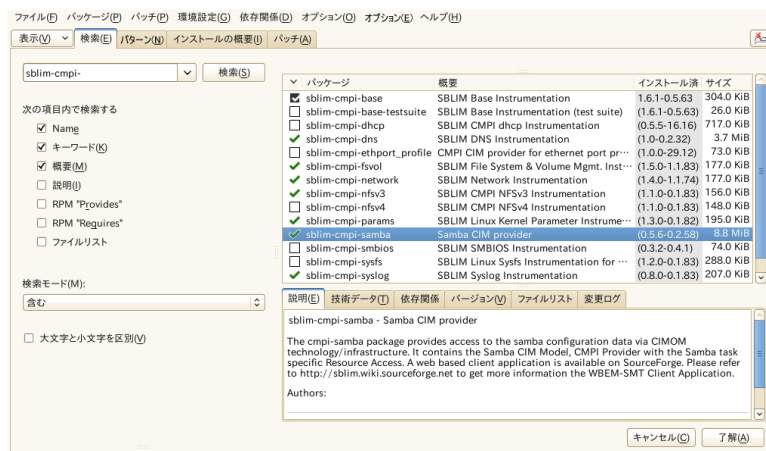 ファイル(F) パッケージ(P) パッチ(P) 環境設定(G) 依存関係(D) オプション(O) オプション(E) ヘルプ(H)
表示(V) 検索(E) パターン(N) インストールの概要(I) パッチ(A)
sblim-cmpi- 検索(S)
次の項目内で検索する
Name
キーワード(K)
概要(M)
説明(I)
RPM "Provides"
RPM "Requires"
ファイルリスト
検索モード(M):
含む
大文字と小文字を区別(V)
パッケージ 概要 インストール済 サイズ
sblim-cmpi-base SBLIM Base Instrumentation 1.6.1-0.5.63 304.0 KiB
sblim-cmpi-base-testsuite SBLIM Base Instrumentation (test suite) (1.6.1-0.5.63) 26.0 KiB
sblim-cmpi-dhcp SBLIM CMPI dhcp Instrumentation (0.5.5-16.16) 717.0 KiB
sblim-cmpi-dns SBLIM DNS Instrumentation (1.0-0.2.32) 3.7 MiB
sblim-cmpi-ethport_profile CMPI CIM provider for ethernet port pr… (1.0.0-29.12) 73.0 KiB
sblim-cmpi-fsvol SBLIM File System & Volume Mgmt. Inst… (1.5.0-1.1.83) 177.0 KiB
sblim-cmpi-network SBLIM Network Instrumentation (1.4.0-1.1.74) 177.0 KiB
sblim-cmpi-nfsv3 SBLIM CMPI NFSv3 Instrumentation (1.1.0-0.1.83) 156.0 KiB
sblim-cmpi-nfsv4 SBLIM CMPI NFSv4 Instrumentation (1.1.0-0.1.83) 148.0 KiB
sblim-cmpi-params SBLIM Linux Kernel Parameter Instrume… (1.3.0-0.1.82) 195.0 KiB
sblim-cmpi-samba Samba CIM provider (0.5.6-0.2.58) 8.8 MiB
sblim-cmpi-smbios SBLIM SMBIOS Instrumentation (0.3.2-0.4.1) 74.0 KiB
sblim-cmpi-sysfs SBLIM Linux Sysfs Instrumentation for … (1.2.0-0.1.83) 288.0 KiB
sblim-cmpi-syslog SBLIM Syslog Instrumentation (0.8.0-0.1.83) 207.0 KiB
説明(E) 技術データ(T) 依存関係 バージョン(V) ファイルリスト 変更ログ
sblim-cmpi-samba - Samba CIM provider
The cmpi-samba package provides access to the samba configuration data via CIMOM
technology/infrastructure. It contains the Samba CIM Model, CMPI Provider with the Samba task
specific Resource Access. A web based client application is available on SourceForge. Please refer
to http://sblim.wiki.sourceforge.net to get more information the WBEM-SMT Client Application.
Authors:
キャンセル(C) 了解(A)